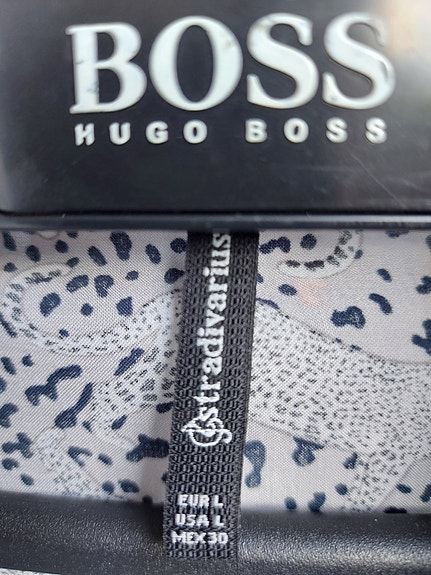 BOSS
HUGO BOSS
stradivarius
EUR L
USA L
MEX 30